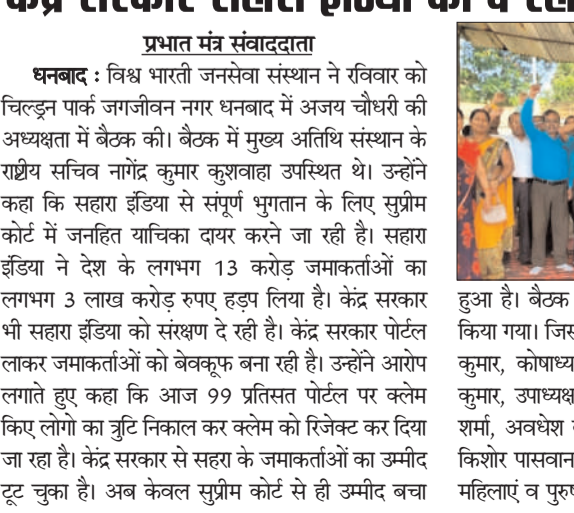 प्रभात मंत्र संवाददाता
धनबाद : विश्व भारती जनसेवा संस्थान ने रविवार को
चिल्ड्रन पार्क जगजीवन नगर धनबाद में अजय चौधरी की
अध्यक्षता में बैठक की। बैठक में मुख्य अतिथि संस्थान के
राष्ट्रीय सचिव नागेंद्र कुमार कुशवाहा उपस्थित थे। उन्होंने
कहा कि सहारा इंडिया से संपूर्ण भुगतान के लिए सुप्रीम
कोर्ट में जनहित याचिका दायर करने जा रही है। सहारा
इंडिया ने देश के लगभग 13 करोड़ जमाकर्ताओं का
लगभग 3 लाख करोड़ रुपए हड़प लिया है। केंद्र सरकार
भी सहारा इंडिया को संरक्षण दे रही है। केंद्र सरकार पोर्टल
लाकर जमाकर्ताओं को बेवकूफ बना रही है। उन्होंने आरोप
लगाते हुए कहा कि आज 99 प्रतिसत पोर्टल पर क्लेम
किए लोगो का त्रुटि निकाल कर क्लेम को रिजेक्ट कर दिया
जा रहा है। केंद्र सरकार से सहरा के जमाकर्ताओं का उम्मीद
टूट चुका है। अब केवल सुप्रीम कोर्ट से ही उम्मीद बचा
हुआ है। बैठक
किया गया। जिस
कुमार, कोषाध्य
कुमार, उपाध्यक्ष
शर्मा, अवधेश
किशोर पासवान
महिलाएं व पुरुष